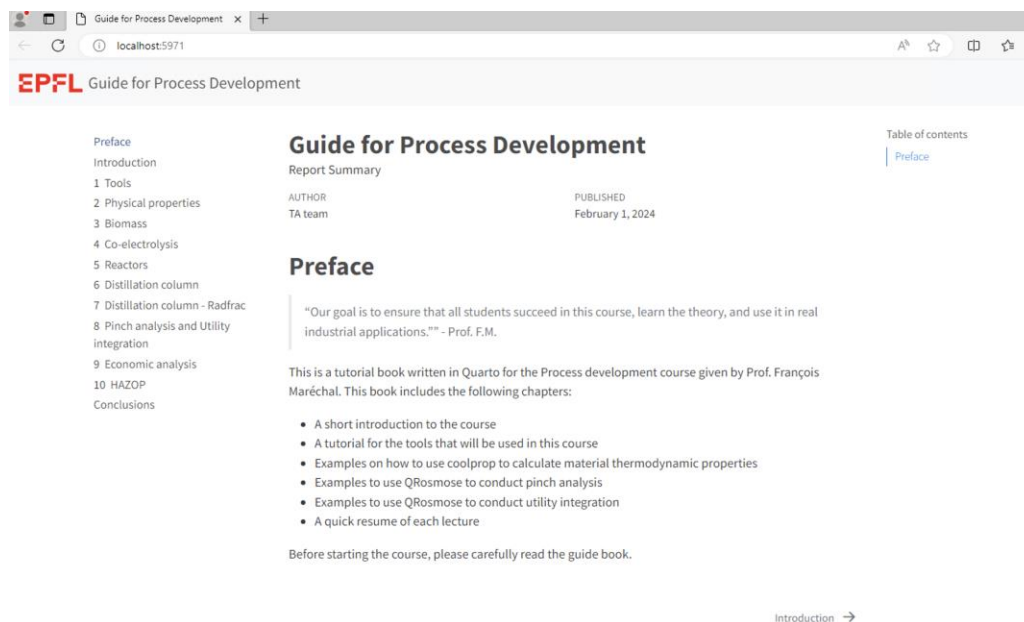 Guide for Process Development
localhost:5971
EPFL Guide for Process Development
Preface
Introduction
1 Tools
2 Physical properties
3 Biomass
4 Co-electrolysis
5 Reactors
6 Distillation column
7 Distillation column - Radfrac
8 Pinch analysis and Utility
integration
9 Economic analysis
10 HAZOP
Conclusions
Guide for Process Development
Report Summary
AUTHOR
TA team
PUBLISHED
February 1, 2024
Preface
“Our goal is to ensure that all students succeed in this course, learn the theory, and use it in real
industrial applications.”" - Prof. F.M.
This is a tutorial book written in Quarto for the Process development course given by Prof. François
Maréchal. This book includes the following chapters:
• A short introduction to the course
• A tutorial for the tools that will be used in this course
• Examples on how to use coolprop to calculate material thermodynamic properties
• Examples to use QRosmose to conduct pinch analysis
• Examples to use QRosmose to conduct utility integration
• A quick resume of each lecture
Before starting the course, please carefully read the guide book.
Introduction →
Table of contents
Preface